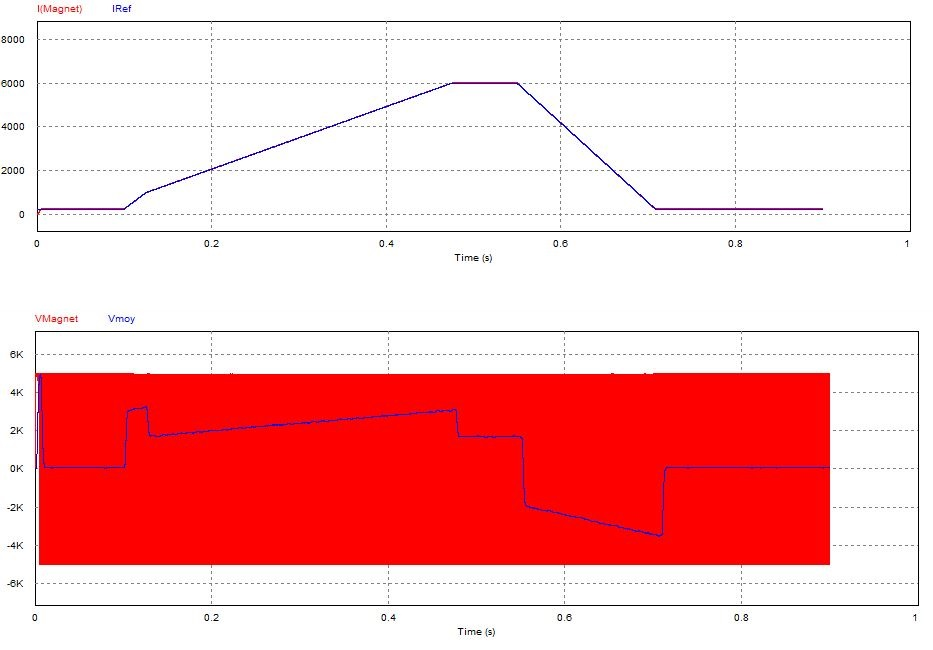 I(Magnet) IRef
8000
6000
4000
2000
0
0 0.2 0.4 0.6 0.8 1
Time (s)
VMagnet Vmoy
6K
4K
2K
0K
-2K
-4K
-6K
0 0.2 0.4 0.6 0.8 1
Time (s)